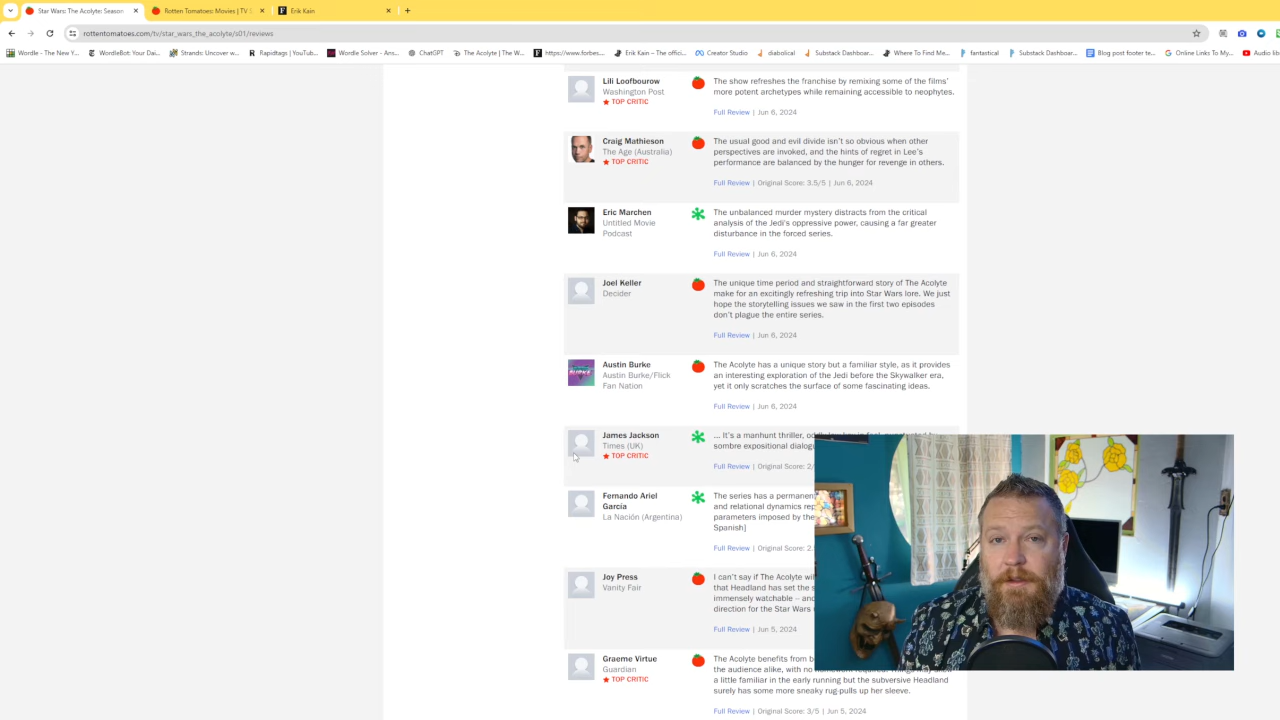 Star Wars: The Acolyte: Season
Rotten Tomatoes: Movies | TV S
Erik Kain
rottentomatoes.com/tv/star_wars_the_acolyte/s01/reviews
Wordle - The New Y...
WordleBot: Your Dai...
Strands: Uncover w...
Rapidtags | YouTub...
Wordle Solver - Ans...
ChatGPT
The Acolyte | The W...
https://www.forbes...
Erik Kain – The offici...
Creator Studio
diabolical
Substack Dashboar...
Where To Find Me...
fantastical
Substack Dashboar...
Blog post footer te...
Online Links To My...
Audio lib
Lili Loofbourow
Washington Post
★ TOP CRITIC
The show refreshes the franchise by remixing some of the films'
more potent archetypes while remaining accessible to neophytes.
Full Review | Jun 6, 2024
Craig Mathieson
The Age (Australia)
★ TOP CRITIC
The usual good and evil divide isn't so obvious when other
perspectives are invoked, and the hints of regret in Lee's
performance are balanced by the hunger for revenge in others.
Full Review | Original Score: 3.5/5 | Jun 6, 2024
Eric Marchen
Untitled Movie
Podcast
The unbalanced murder mystery distracts from the critical
analysis of the Jedi's oppressive power, causing a far greater
disturbance in the forced series.
Full Review | Jun 6, 2024
Joel Keller
Decider
The unique time period and straightforward story of The Acolyte
make for an excitingly refreshing trip into Star Wars lore. We just
hope the storytelling issues we saw in the first two episodes
don't plague the entire series.
Full Review | Jun 6, 2024
Austin Burke
Austin Burke/Flick
Fan Nation
The Acolyte has a unique story but a familiar style, as it provides
an interesting exploration of the Jedi before the Skywalker era,
yet it only scratches the surface of some fascinating ideas.
Full Review | Jun 6, 2024
James Jackson
Times (UK)
★ TOP CRITIC
... It's a manhunt thriller,
sombre expositional dialog
Full Review | Original Score: 2/
Fernando Ariel
García
La Nación (Argentina)
The series has a permanen
and relational dynamics rep
parameters imposed by the
Spanish]
Full Review | Original Score: 2.
Joy Press
Vanity Fair
I can't say if The Acolyte wil
that Headland has set the s
immensely watchable – and
direction for the Star Wars
Full Review | Jun 5, 2024
Graeme Virtue
Guardian
★ TOP CRITIC
The Acolyte benefits from b
the audience alike, with no
a little familiar in the early running but the subversive Headland
surely has some more sneaky rug-pulls up her sleeve.
Full Review | Original Score: 3/5 | Jun 5, 2024